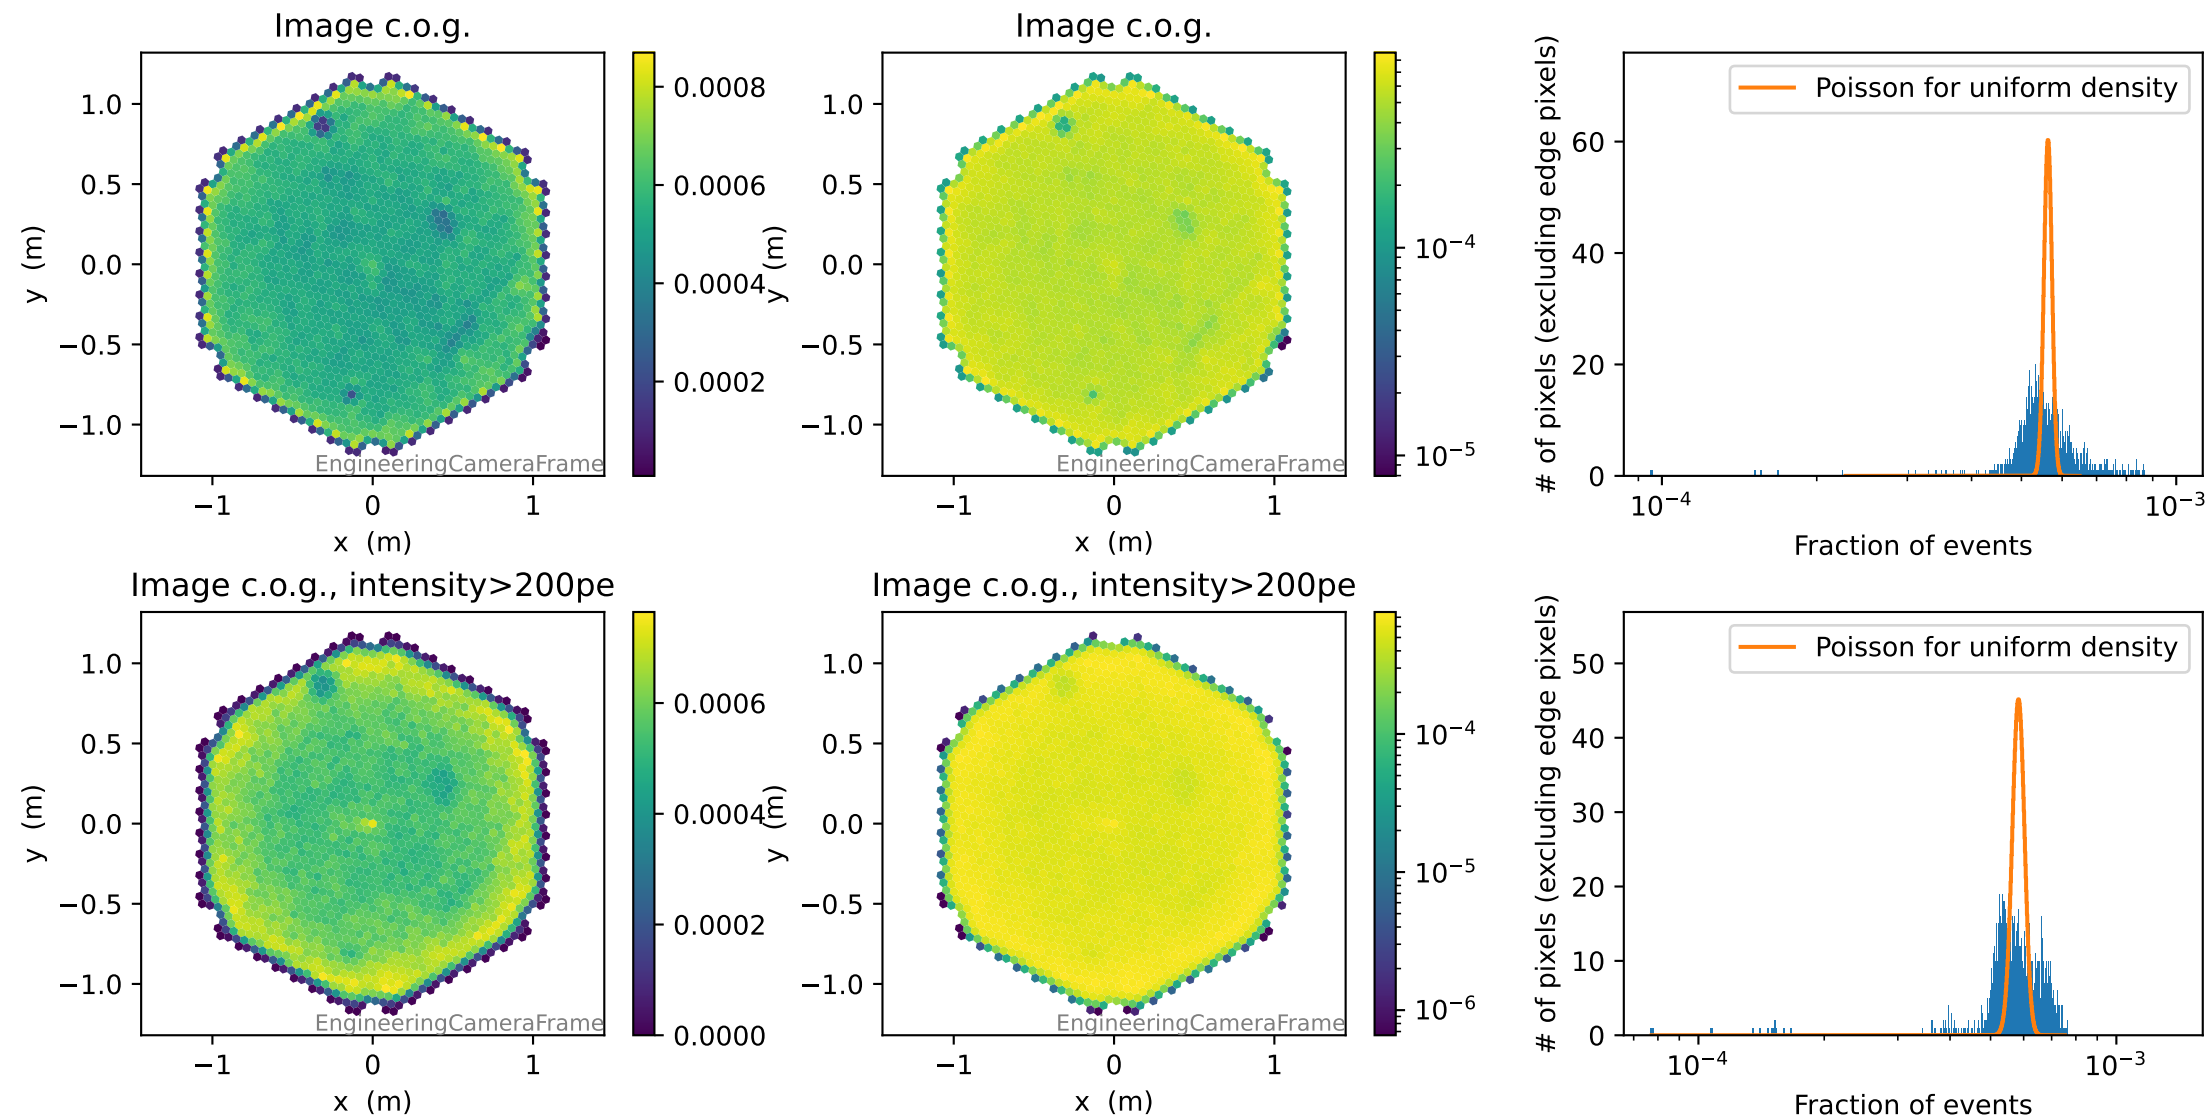 Image c.o.g.
1.0
0.5
0.0
−0.5
−1.0
y (m)
−1
0
1
x (m)
EngineeringCameraFrame
0.0008
0.0006
0.0004
0.0002
Image c.o.g.
1.0
0.5
0.0
−0.5
−1.0
y (m)
−1
0
1
x (m)
EngineeringCameraFrame
10⁻⁴
10⁻⁵
# of pixels (excluding edge pixels)
60
40
20
0
Poisson for uniform density
10⁻⁴
10⁻³
Fraction of events
Image c.o.g., intensity>200pe
1.0
0.5
0.0
−0.5
−1.0
y (m)
−1
0
1
x (m)
EngineeringCameraFrame
0.0006
0.0004
0.0002
0.0000
Image c.o.g., intensity>200pe
1.0
0.5
0.0
−0.5
−1.0
y (m)
−1
0
1
x (m)
EngineeringCameraFrame
10⁻⁴
10⁻⁵
10⁻⁶
# of pixels (excluding edge pixels)
50
40
30
20
10
0
Poisson for uniform density
10⁻⁴
10⁻³
Fraction of events